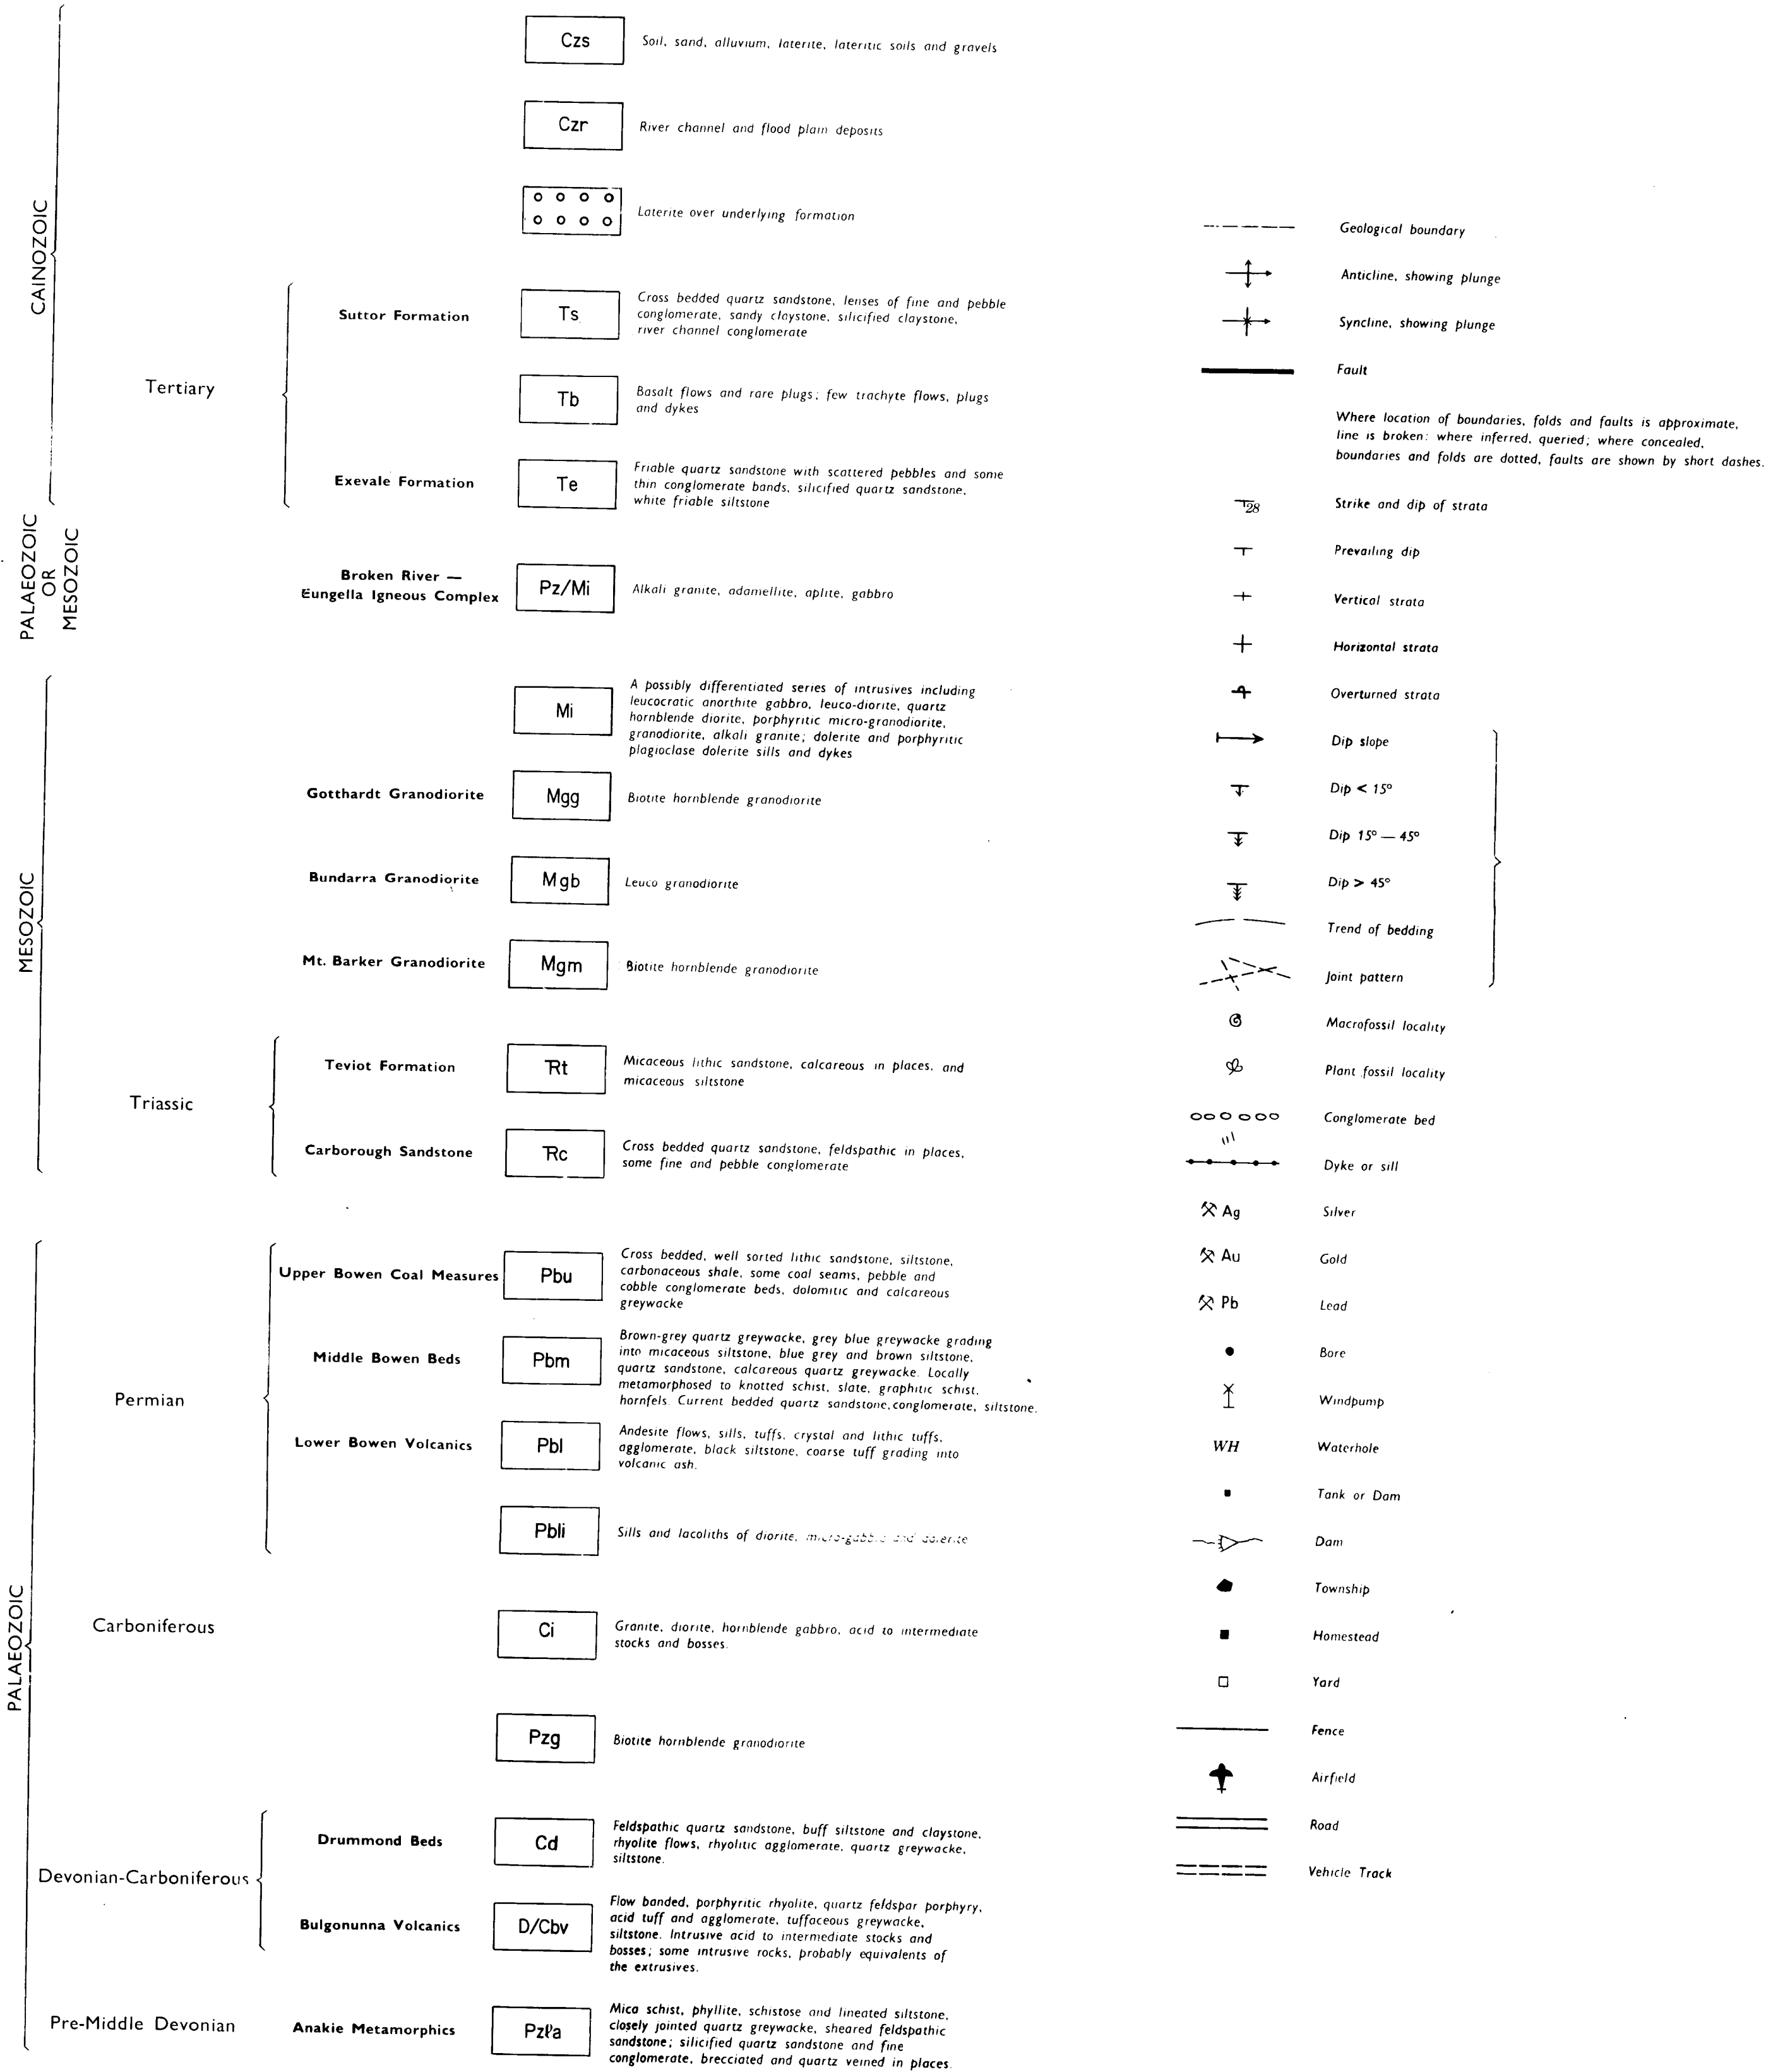 CAINOZOIC
Czs
Soil, sand, alluvium, laterite, lateritic soils and gravels
Czr
River channel and flood plain deposits
Laterite over underlying formation
Tertiary
Suttor Formation
Ts
Cross bedded quartz sandstone, lenses of fine and pebble
conglomerate, sandy claystone, silicified claystone,
river channel conglomerate
Tb
Basalt flows and rare plugs; few trachyte flows, plugs
and dykes
Exevale Formation
Te
Friable quartz sandstone with scattered pebbles and some
thin conglomerate bands, silicified quartz sandstone,
white friable siltstone
PALAEOZOIC
OR
MESOZOIC
Broken River —
Eungella Igneous Complex
Pz/Mi
Alkali granite, adamellite, aplite, gabbro
MESOZOIC
Mi
A possibly differentiated series of intrusives including
leucocratic anorthite gabbro, leuco-diorite, quartz
hornblende diorite, porphyritic micro-granodiorite,
granodiorite, alkali granite; dolerite and porphyritic
plagioclase dolerite sills and dykes
Gotthardt Granodiorite
Mgg
Biotite hornblende granodiorite
Bundarra Granodiorite
Mgb
Leuco granodiorite
Mt. Barker Granodiorite
Mgm
Biotite hornblende granodiorite
Triassic
Teviot Formation
Rt
Micaceous lithic sandstone, calcareous in places, and
micaceous siltstone
Carborough Sandstone
Rc
Cross bedded quartz sandstone, feldspathic in places,
some fine and pebble conglomerate
PALAEOZOIC
Permian
Upper Bowen Coal Measures
Pbu
Cross bedded, well sorted lithic sandstone, siltstone,
carbonaceous shale, some coal seams, pebble and
cobble conglomerate beds, dolomitic and calcareous
greywacke
Middle Bowen Beds
Pbm
Brown-grey quartz greywacke, grey blue greywacke grading
into micaceous siltstone, blue grey and brown siltstone,
quartz sandstone, calcareous quartz greywacke. Locally
metamorphosed to knotted schist, slate, graphitic schist,
hornfels. Current bedded quartz sandstone, conglomerate, siltstone.
Lower Bowen Volcanics
Pbl
Andesite flows, sills, tuffs, crystal and lithic tuffs,
agglomerate, black siltstone, coarse tuff grading into
volcanic ash.
Pbli
Sills and lacoliths of diorite, micro-gabbro and dolerite
Carboniferous
Ci
Granite, diorite, hornblende gabbro, acid to intermediate
stocks and bosses.
Pzg
Biotite hornblende granodiorite
Devonian-Carboniferous
Drummond Beds
Cd
Feldspathic quartz sandstone, buff siltstone and claystone,
rhyolite flows, rhyolitic agglomerate, quartz greywacke,
siltstone.
Bulgonunna Volcanics
D/Cbv
Flow banded, porphyritic rhyolite, quartz feldspar porphyry,
acid tuff and agglomerate, tuffaceous greywacke,
siltstone. Intrusive acid to intermediate stocks and
bosses; some intrusive rocks, probably equivalents of
the extrusives.
Pre-Middle Devonian
Anakie Metamorphics
Pzla
Mica schist, phyllite, schistose and lineated siltstone,
closely jointed quartz greywacke, sheared feldspathic
sandstone; silicified quartz sandstone and fine
conglomerate, brecciated and quartz veined in places.
Geological boundary
Anticline, showing plunge
Syncline, showing plunge
Fault
Where location of boundaries, folds and faults is approximate,
line is broken: where inferred, queried; where concealed,
boundaries and folds are dotted, faults are shown by short dashes.
28 Strike and dip of strata
Prevailing dip
Vertical strata
Horizontal strata
Overturned strata
Dip slope
Dip < 15°
Dip 15° — 45°
Dip > 45°
Trend of bedding
Joint pattern
Macrofossil locality
Plant fossil locality
Conglomerate bed
Dyke or sill
Ag Silver
Au Gold
Pb Lead
Bore
Windpump
WH Waterhole
Tank or Dam
Dam
Township
Homestead
Yard
Fence
Airfield
Road
Vehicle Track